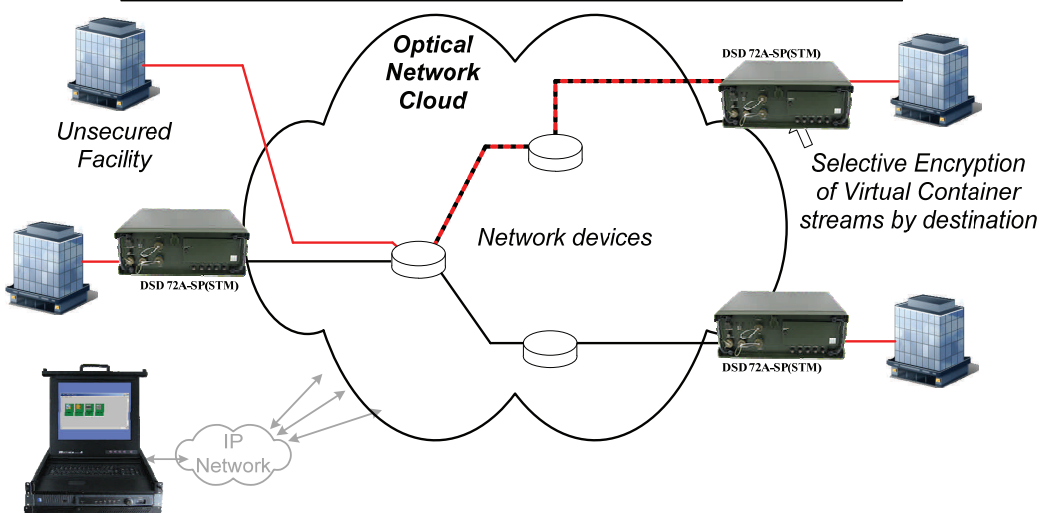 Optical
Network
Cloud
DSD 72A-SP(STM)
Unsecured
Facility
Selective Encryption
of Virtual Container
streams by destination
Network devices
DSD 72A-SP(STM)
DSD 72A-SP(STM)
IP
Network